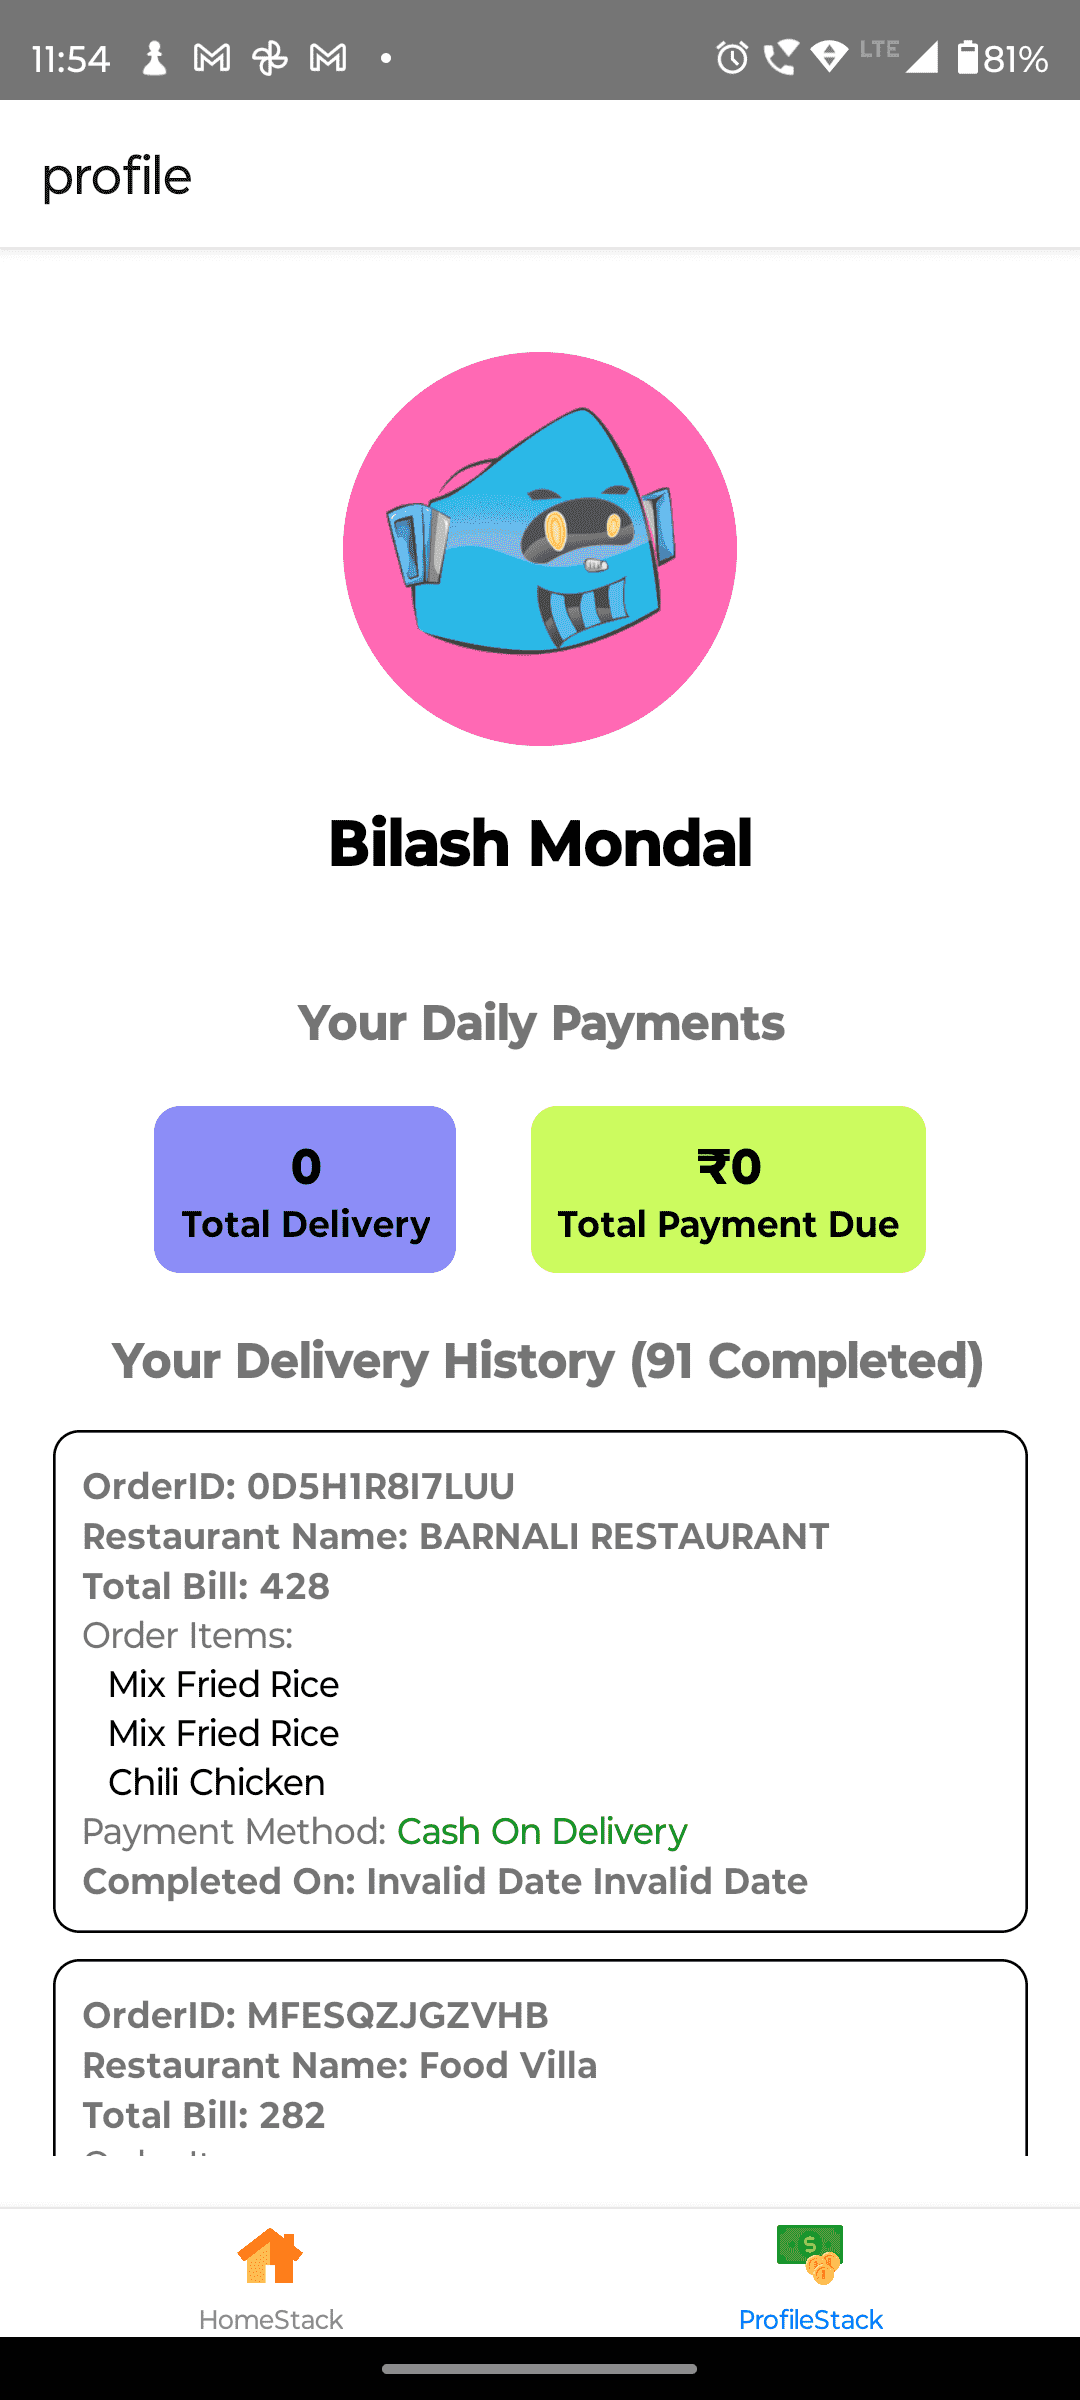 11:54
LTE
81%
profile
Bilash Mondal
Your Daily Payments
0
Total Delivery
₹0
Total Payment Due
Your Delivery History (91 Completed)
OrderID: 0D5H1R8I7LUU
Restaurant Name: BARNALI RESTAURANT
Total Bill: 428
Order Items:
Mix Fried Rice
Mix Fried Rice
Chili Chicken
Payment Method: Cash On Delivery
Completed On: Invalid Date Invalid Date
OrderID: MFESQZJGZVHB
Restaurant Name: Food Villa
Total Bill: 282
HomeStack
ProfileStack